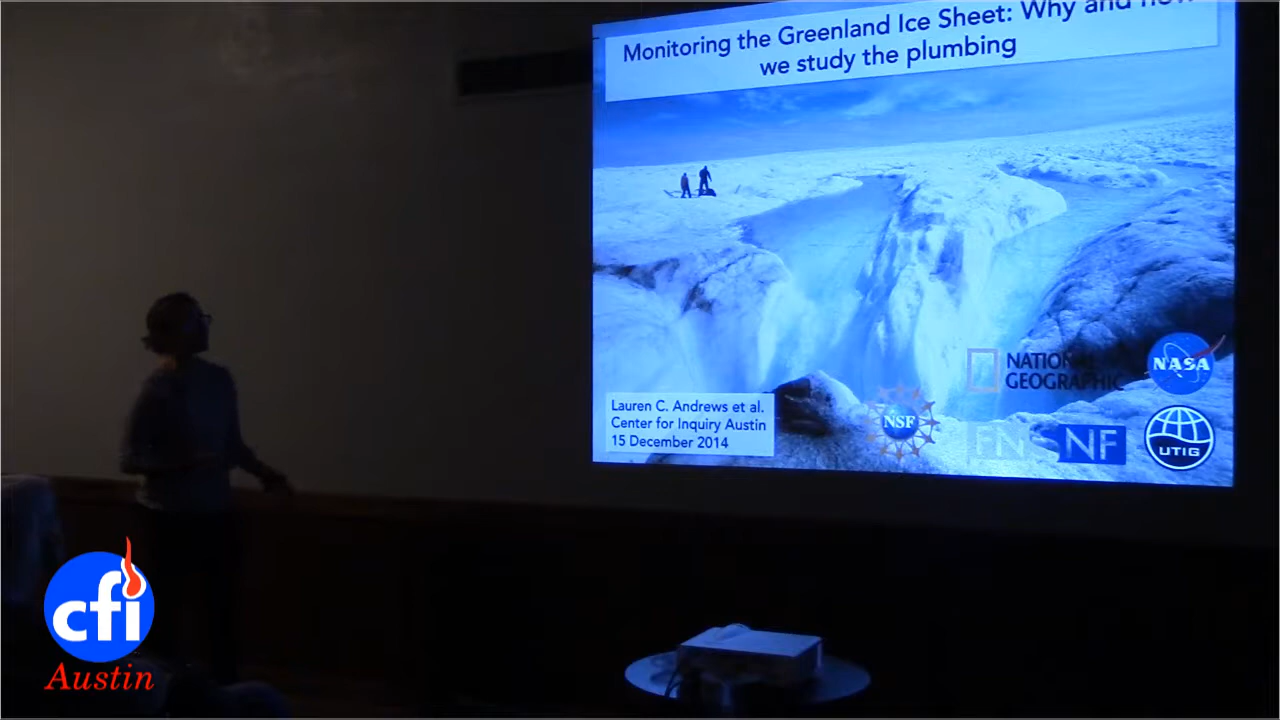 Monitoring the Greenland Ice Sheet: Why and how
we study the plumbing
NATIONAL
GEOGRAPHIC
NASA
Lauren C. Andrews et al.
Center for Inquiry Austin
15 December 2014
NSF
FNSNF
UTIG
cfi
Austin